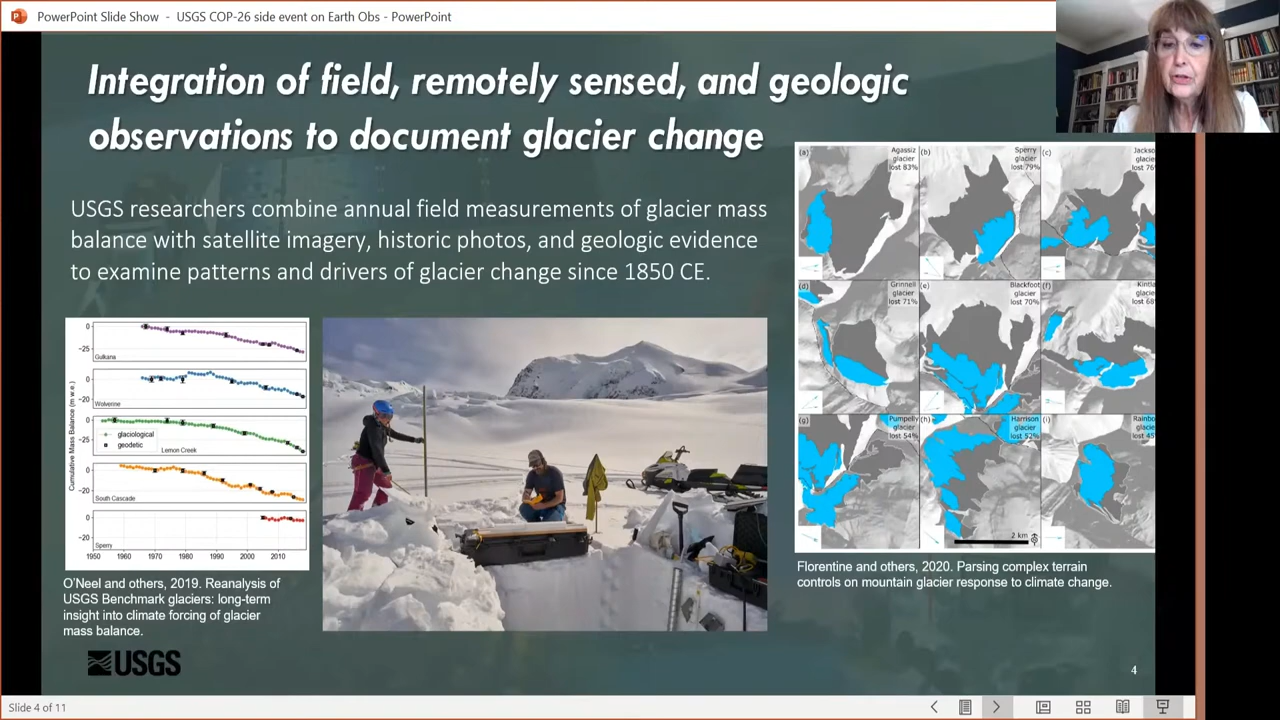 PowerPoint Slide Show - USGS COP-26 side event on Earth Obs - PowerPoint
Integration of field, remotely sensed, and geologic
observations to document glacier change
USGS researchers combine annual field measurements of glacier mass
balance with satellite imagery, historic photos, and geologic evidence
to examine patterns and drivers of glacier change since 1850 CE.
Cumulative Mass Balance (m w.e.)
0
−25
Gulkana
0
−20
Wolverine
0
−25
glaciological
geodetic
Lemon Creek
0
−20
South Cascade
0
−20
Sperry
1950 1960 1970 1980 1990 2000 2010
O'Neel and others, 2019. Reanalysis of
USGS Benchmark glaciers: long-term
insight into climate forcing of glacier
mass balance.
(a) Agassiz
glacier
lost 83%
(b) Sperry
glacier
lost 79%
(c) Jackso
glacie
lost 76
(d) Grinnell
glacier
lost 71%
(e) Blackfoot
glacier
lost 70%
(f) Kintla
glacie
lost 68
(g) Pumpelly
glacier
lost 54%
(h) Harrison
glacier
lost 52%
(i) Rainbo
glacie
lost 45
2 km
Florentine and others, 2020. Parsing complex terrain
controls on mountain glacier response to climate change.
USGS
4
Slide 4 of 11